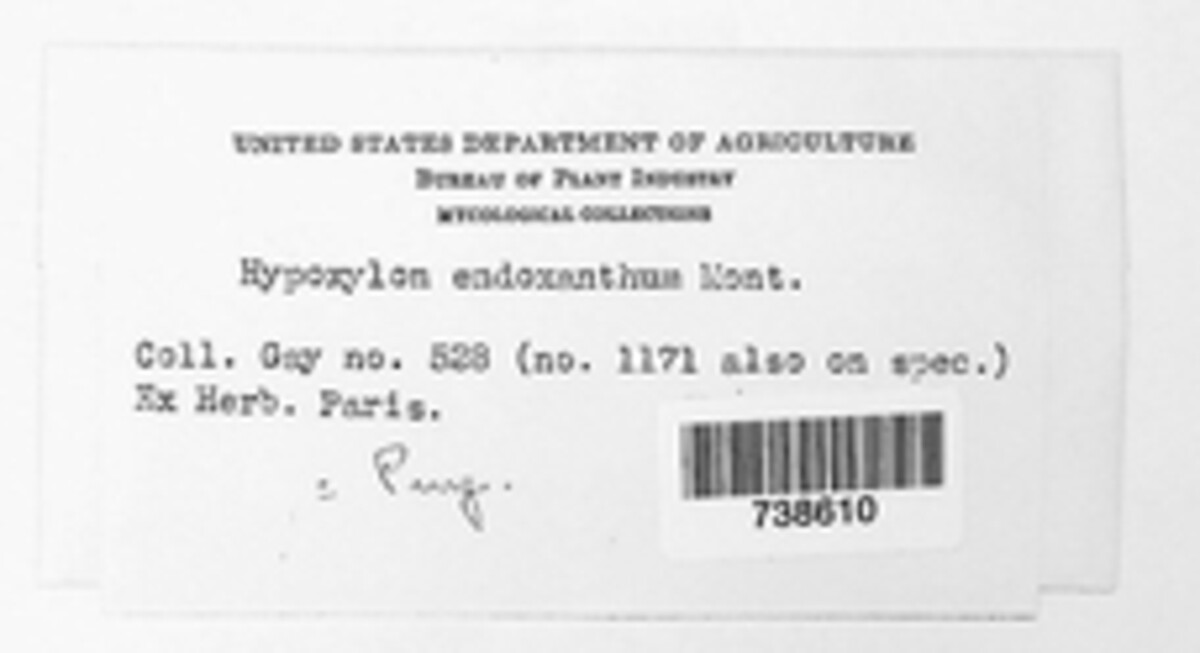 UNITED STATES DEPARTMENT OF AGRICULTURE
BUREAU OF PLANT INDUSTRY
MYCOLOGICAL COLLECTIONS
Hypoxylon endoxanthum Mont.
Coll. Gay no. 528 (no. 1171 also on spec.)
Ex Herb. Paris.
738610